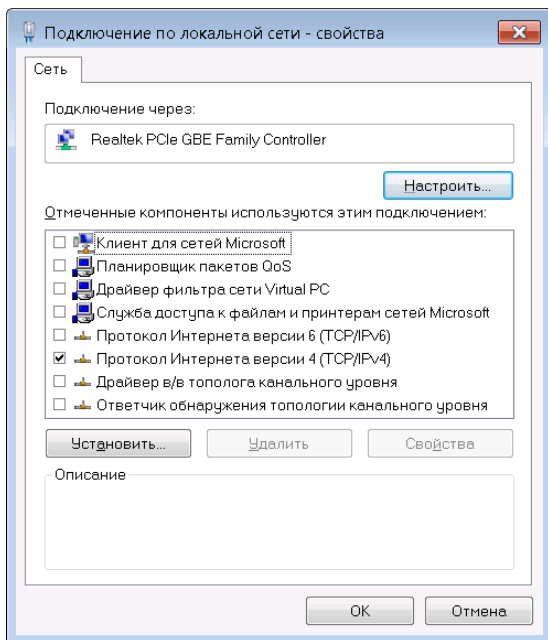 Подключение по локальной сети - свойства
Сеть
Подключение через:
Realtek PCIe GBE Family Controller
Настроить...
Отмеченные компоненты используются этим подключением:
Клиент для сетей Microsoft
Планировщик пакетов QoS
Драйвер фильтра сети Virtual PC
Служба доступа к файлам и принтерам сетей Microsoft
Протокол Интернета версии 6 (TCP/IPv6)
Протокол Интернета версии 4 (TCP/IPv4)
Драйвер в/в тополога канального уровня
Ответчик обнаружения топологии канального уровня
Установить... Удалить Свойства
Описание
OK Отмена